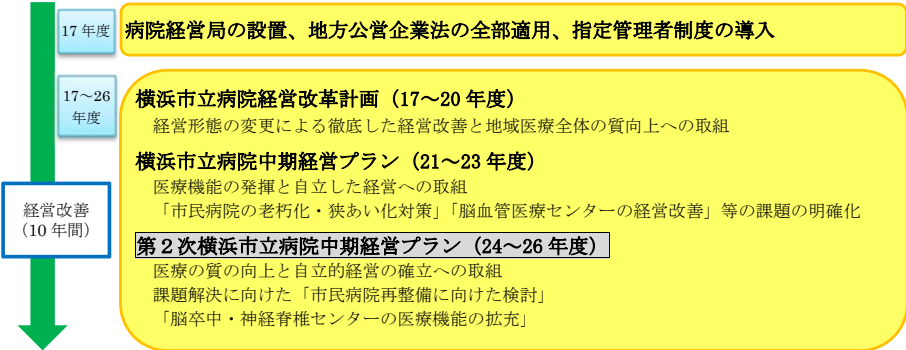 17年度
病院経営局の設置、地方公営企業法の全部適用、指定管理者制度の導入
17～26
年度
横浜市立病院経営改革計画（17～20年度）
経営形態の変更による徹底した経営改善と地域医療全体の質向上への取組
横浜市立病院中期経営プラン（21～23年度）
医療機能の発揮と自立した経営への取組
「市民病院の老朽化・狭あい化対策」「脳血管医療センターの経営改善」等の課題の明確化
経営改善
（10年間）
第２次横浜市立病院中期経営プラン（24～26年度）
医療の質の向上と自立的経営の確立への取組
課題解決に向けた「市民病院再整備に向けた検討」
「脳卒中・神経脊椎センターの医療機能の拡充」